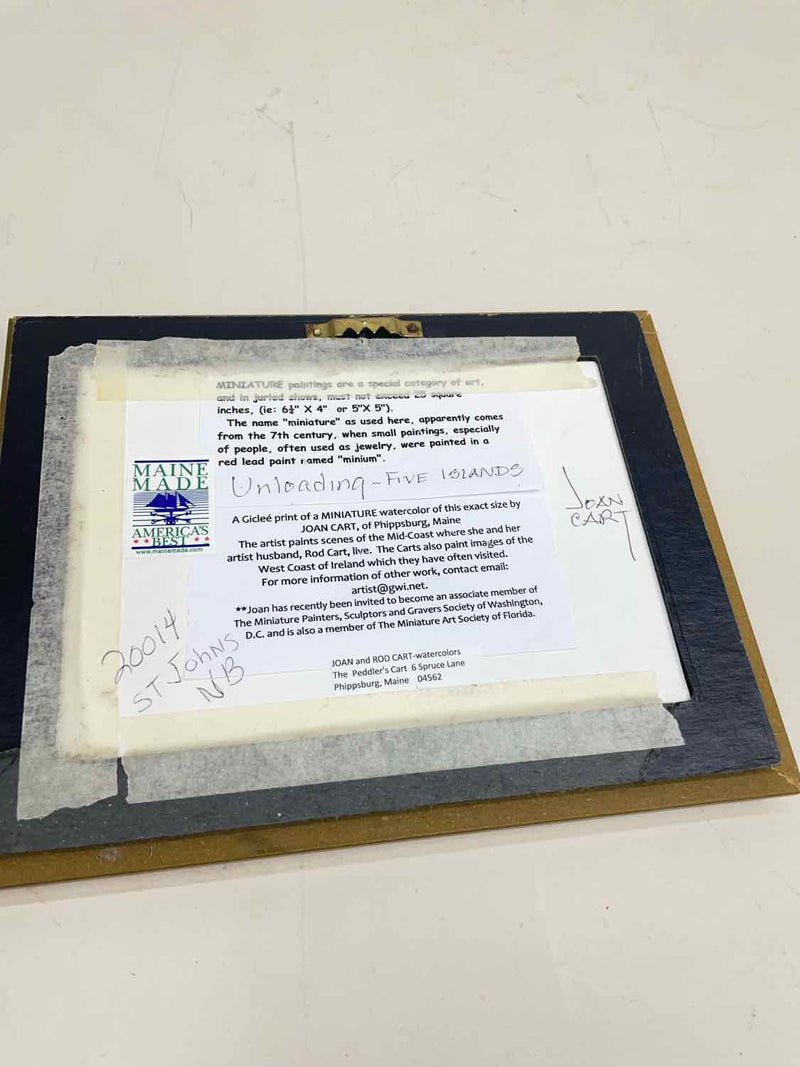 MINIATURE paintings are a special category of art,
and in juried shows, must not exceed 25 square
inches, (ie: 6½" X 4" or 5"X 5").
The name "miniature" as used here, apparently comes
from the 7th century, when small paintings, especially
of people, often used as jewelry, were painted in a
red lead paint named "minium".
Unloading - FIVE ISLANDS
MAINE
MADE
AMERICA'S
BEST
www.mainemade.com
A Gicleé print of a MINIATURE watercolor of this exact size by
JOAN CART, of Phippsburg, Maine
The artist paints scenes of the Mid-Coast where she and her
artist husband, Rod Cart, live. The Carts also paint images of the
West Coast of Ireland which they have often visited.
For more information of other work, contact email:
artist@gwi.net.
**Joan has recently been invited to become an associate member of
The Miniature Painters, Sculptors and Gravers Society of Washington,
D.C. and is also a member of The Miniature Art Society of Florida.
JOAN and ROD CART-watercolors
The Peddler's Cart 6 Spruce Lane
Phippsburg, Maine 04562
JOAN
CART
20014
ST JOHNS
NB